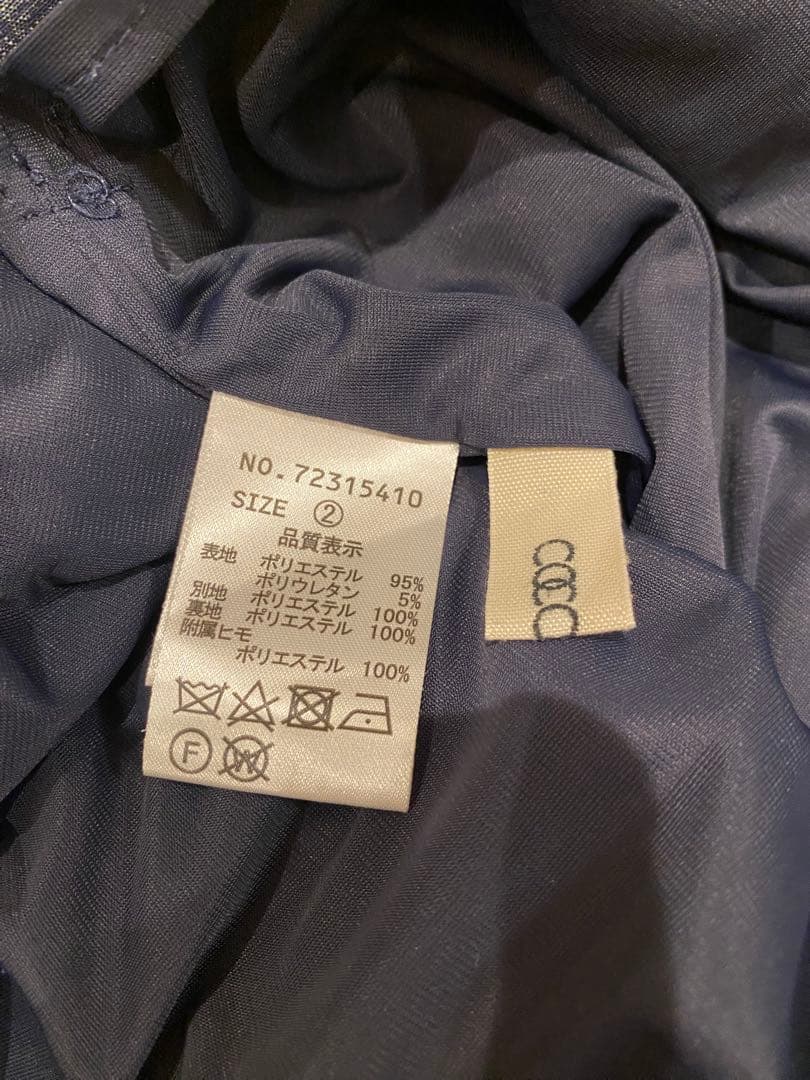 NO.72315410
SIZE ②
品質表示
表地 ポリエステル 95%
ポリウレタン 5%
別地 ポリエステル 100%
裏地 ポリエステル 100%
附属ヒモ
ポリエステル 100%
F W